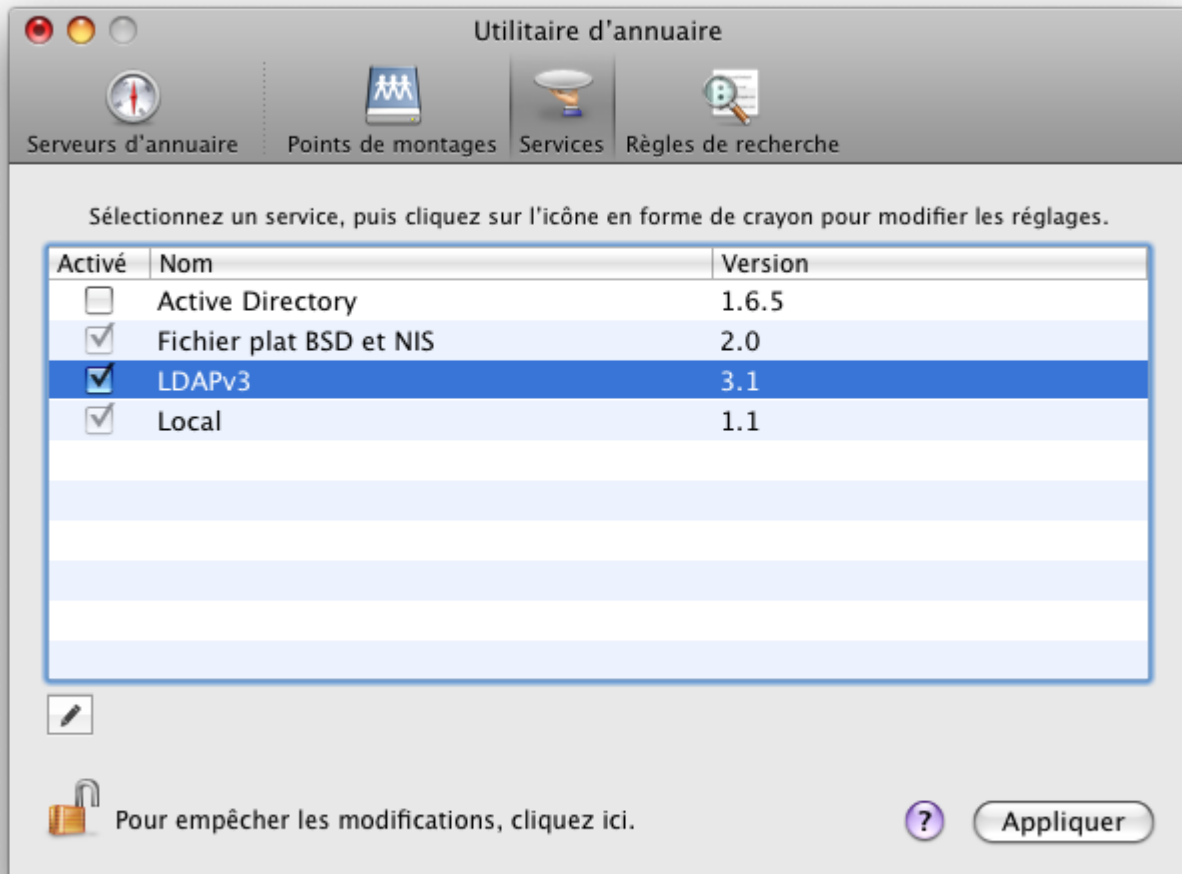 Utilitaire d’annuaire
Serveurs d’annuaire Points de montages Services Règles de recherche
Sélectionnez un service, puis cliquez sur l’icône en forme de crayon pour modifier les réglages.
Activé Nom Version
Active Directory 1.6.5
Fichier plat BSD et NIS 2.0
LDAPv3 3.1
Local 1.1
Pour empêcher les modifications, cliquez ici. ? Appliquer